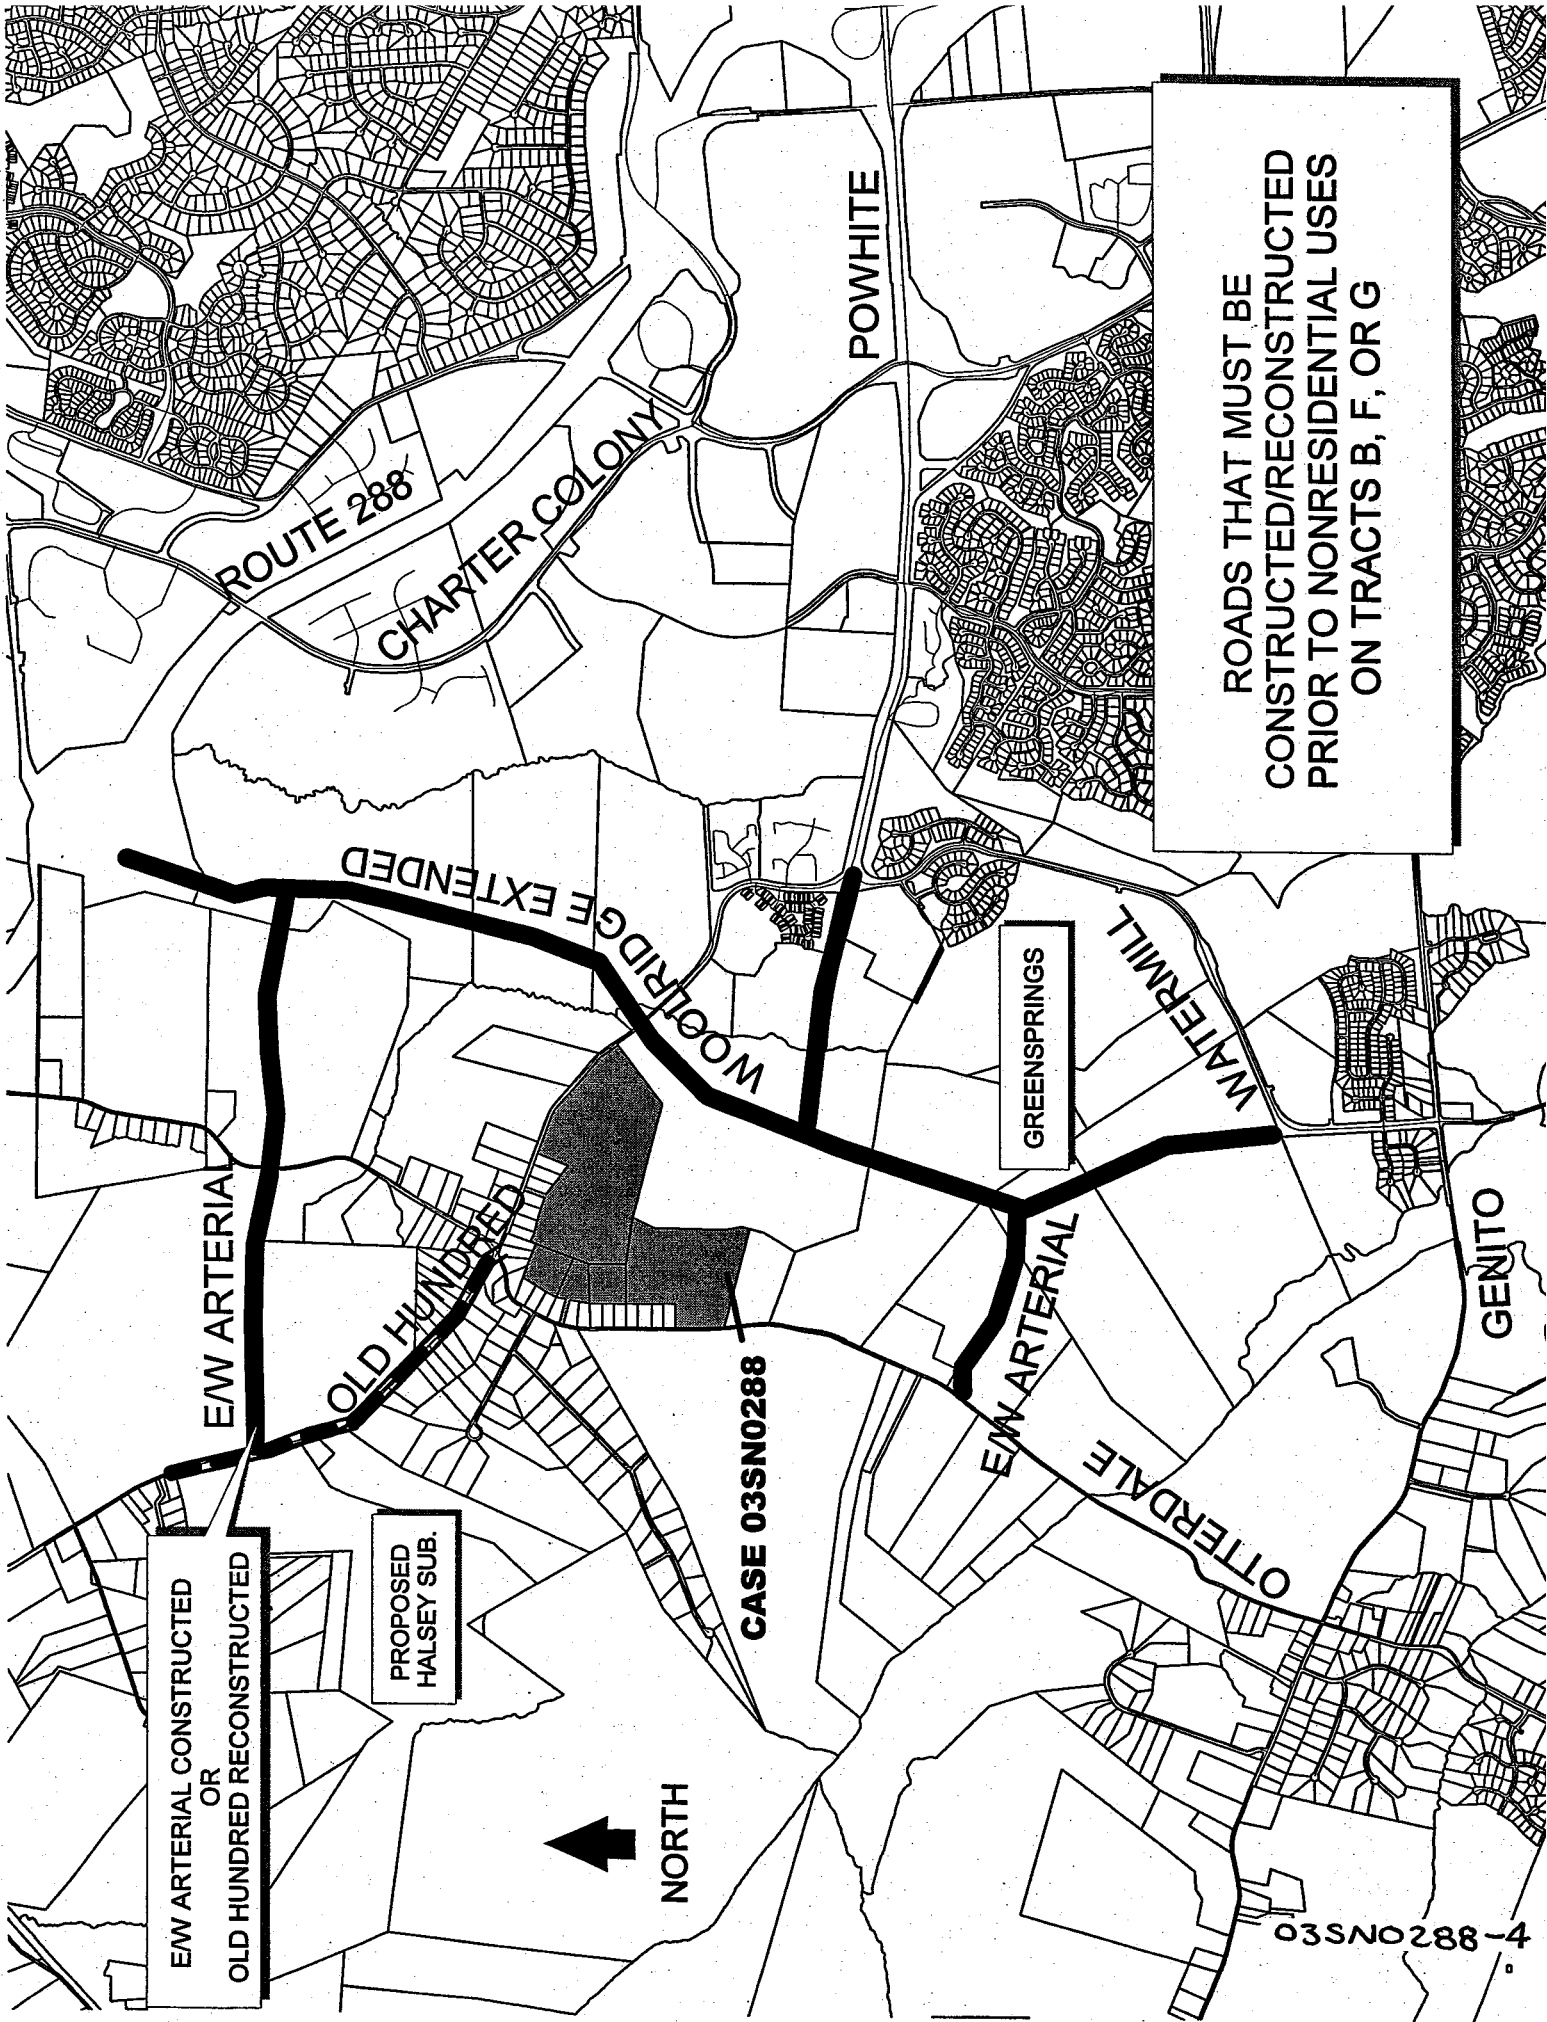 E/W ARTERIAL CONSTRUCTED
OR
OLD HUNDRED RECONSTRUCTED
PROPOSED
HALSEY SUB.
NORTH
E/W ARTERIAL
OLD HUNDRED
CASE 03SN0288
E/W ARTERIAL
OTTERDALE
GENITO
WOOLRIDGE EXTENDED
GREENSPRINGS
WATERMILL
ROUTE 288
CHARTER COLONY
POWHITE
ROADS THAT MUST BE
CONSTRUCTED/RECONSTRUCTED
PRIOR TO NONRESIDENTIAL USES
ON TRACTS B, F, OR G
03SN0288-4